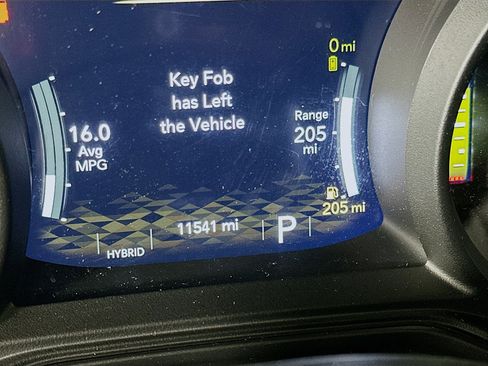 0 mi
Key Fob
has Left
the Vehicle
16.0
Avg
MPG
Range
205
mi
205 mi
HYBRID
11541 mi
P